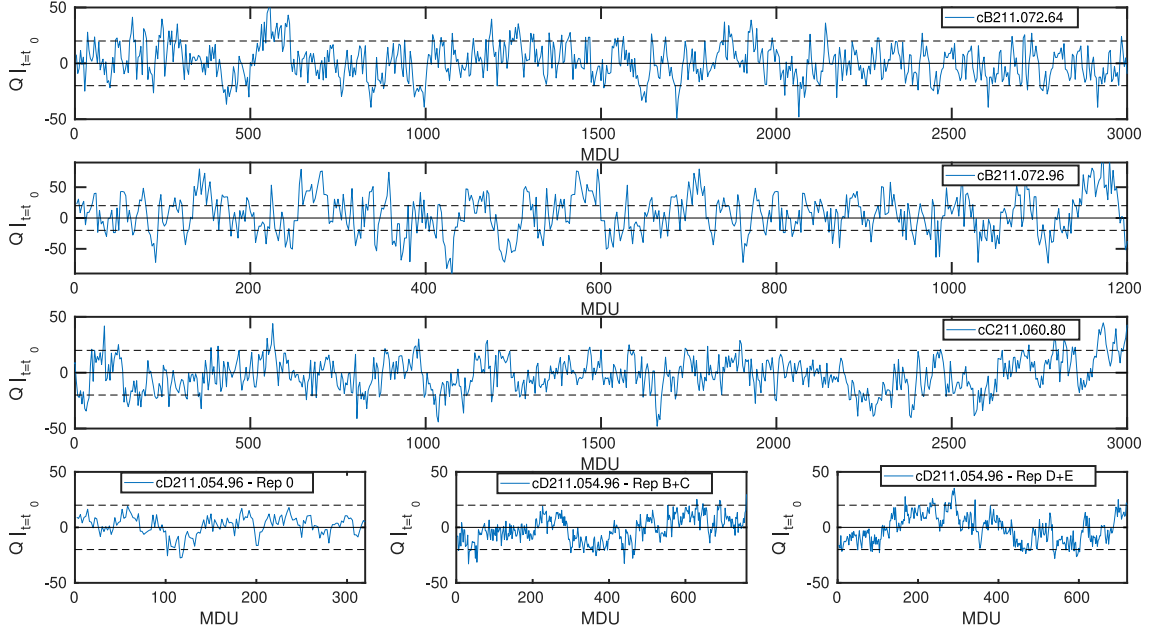 50
0
-50
Q |t=t0
cB211.072.64
0 500 1000 1500 2000 2500 3000
MDU
50
0
-50
Q |t=t0
cB211.072.96
0 200 400 600 800 1000 1200
MDU
50
0
-50
Q |t=t0
cC211.060.80
0 500 1000 1500 2000 2500 3000
MDU
50
0
-50
Q |t=t0
cD211.054.96 - Rep 0
0 100 200 300
MDU
50
0
-50
Q |t=t0
cD211.054.96 - Rep B+C
0 200 400 600
MDU
50
0
-50
Q |t=t0
cD211.054.96 - Rep D+E
0 200 400 600
MDU